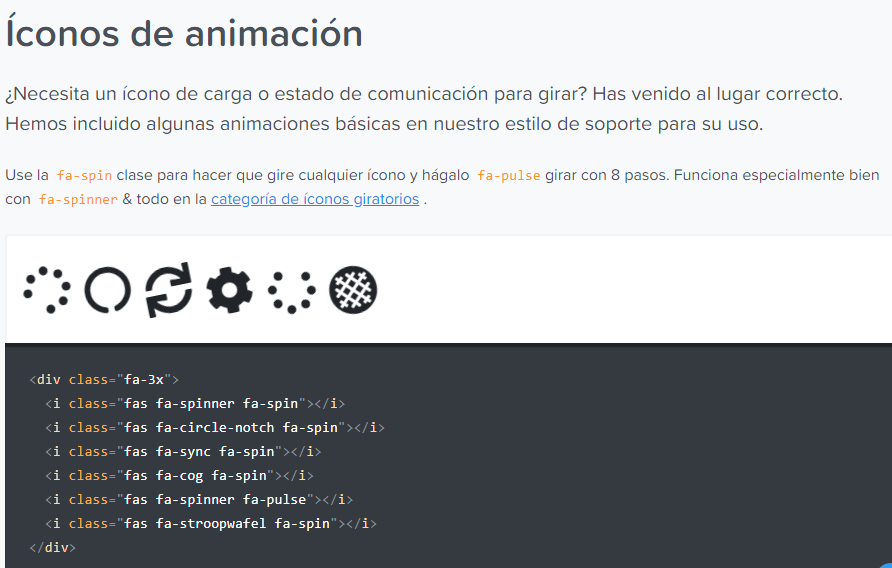 Íconos de animación
¿Necesita un ícono de carga o estado de comunicación para girar? Has venido al lugar correcto.
Hemos incluido algunas animaciones básicas en nuestro estilo de soporte para su uso.
Use la fa-spin clase para hacer que gire cualquier ícono y hágalo fa-pulse girar con 8 pasos. Funciona especialmente bien
con fa-spinner & todo en la categoría de íconos giratorios .
<div class="fa-3x">
  <i class="fas fa-spinner fa-spin"></i>
  <i class="fas fa-circle-notch fa-spin"></i>
  <i class="fas fa-sync fa-spin"></i>
  <i class="fas fa-cog fa-spin"></i>
  <i class="fas fa-spinner fa-pulse"></i>
  <i class="fas fa-stroopwafel fa-spin"></i>
</div>